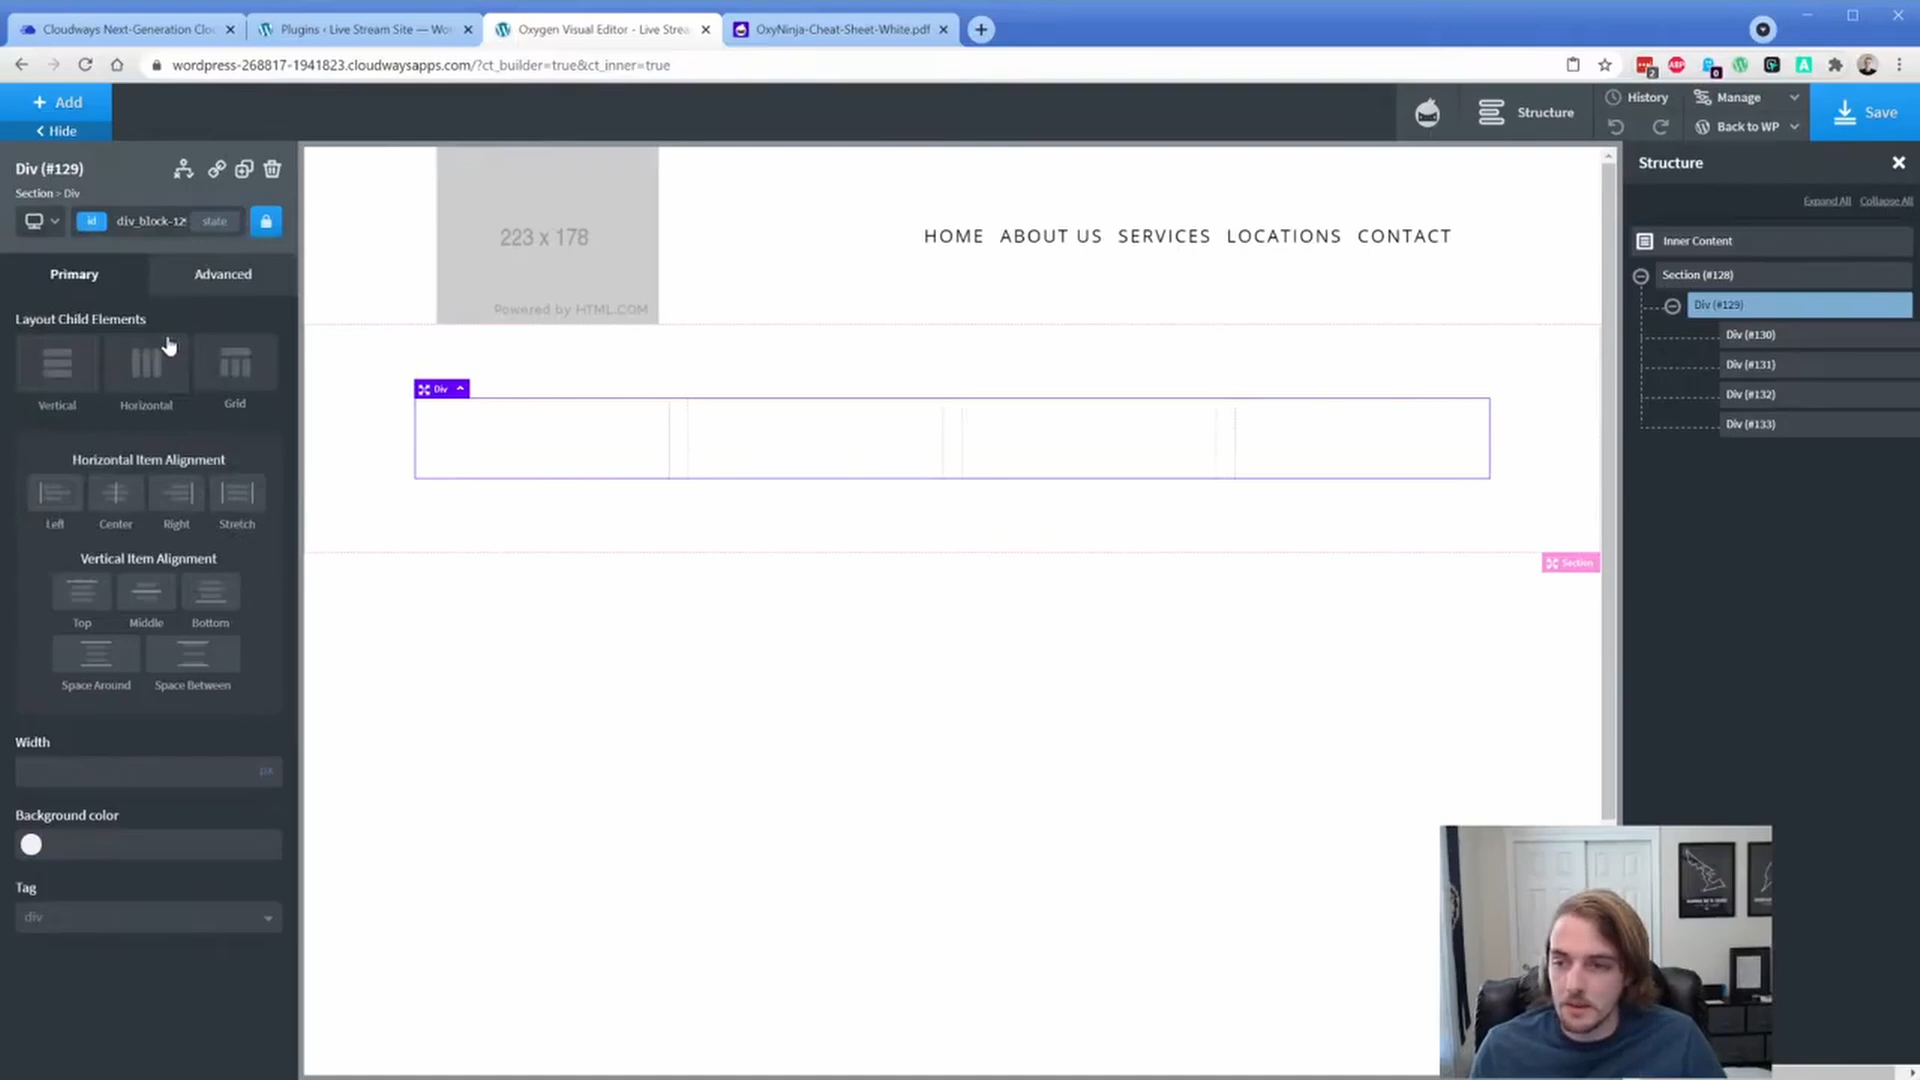 Cloudways Next-Generation Clo
Plugins ‹ Live Stream Site — Wo
Oxygen Visual Editor - Live Strea
OxyNinja-Cheat-Sheet-White.pdf
wordpress-268817-1941823.cloudwaysapps.com/?ct_builder=true&ct_inner=true
ABP
2
0
A
+ Add
Hide
Structure
History
Manage
Back to WP
Save
Div (#129)
Section > Div
id
div_block-12
state
Primary
Advanced
Layout Child Elements
Vertical
Horizontal
Grid
Horizontal Item Alignment
Left
Center
Right
Stretch
Vertical Item Alignment
Top
Middle
Bottom
Space Around
Space Between
Width
px
Background color
Tag
div
223 x 178
Powered by HTML.COM
HOME ABOUT US SERVICES LOCATIONS CONTACT
Div
Section
Structure
Expand All Collapse All
Inner Content
Section (#128)
Div (#129)
Div (#130)
Div (#131)
Div (#132)
Div (#133)